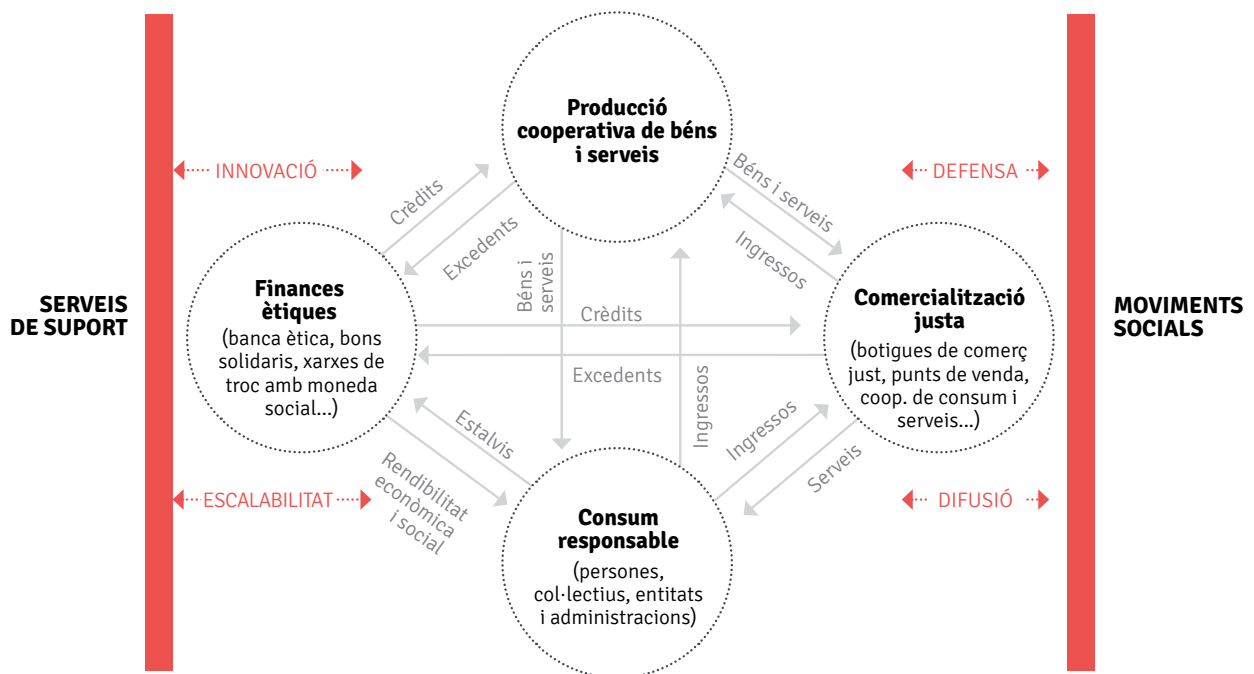 Producció
cooperativa de béns
i serveis
INNOVACIÓ
DEFENSA
Crèdits
Excedents
Béns i serveis
Ingressos
Béns i
serveis
SERVEIS
DE SUPORT
Finances
ètiques
(banca ètica, bons
solidaris, xarxes de
troc amb moneda
social...)
Crèdits
Excedents
Comercialització
justa
(botigues de comerç
just, punts de venda,
coop. de consum i
serveis...)
MOVIMENTS
SOCIALS
Ingressos
Estalvis
Rendibilitat
econòmica
i social
Ingressos
Serveis
ESCALABILITAT
DIFUSIÓ
Consum
responsable
(persones,
col·lectius, entitats
i administracions)